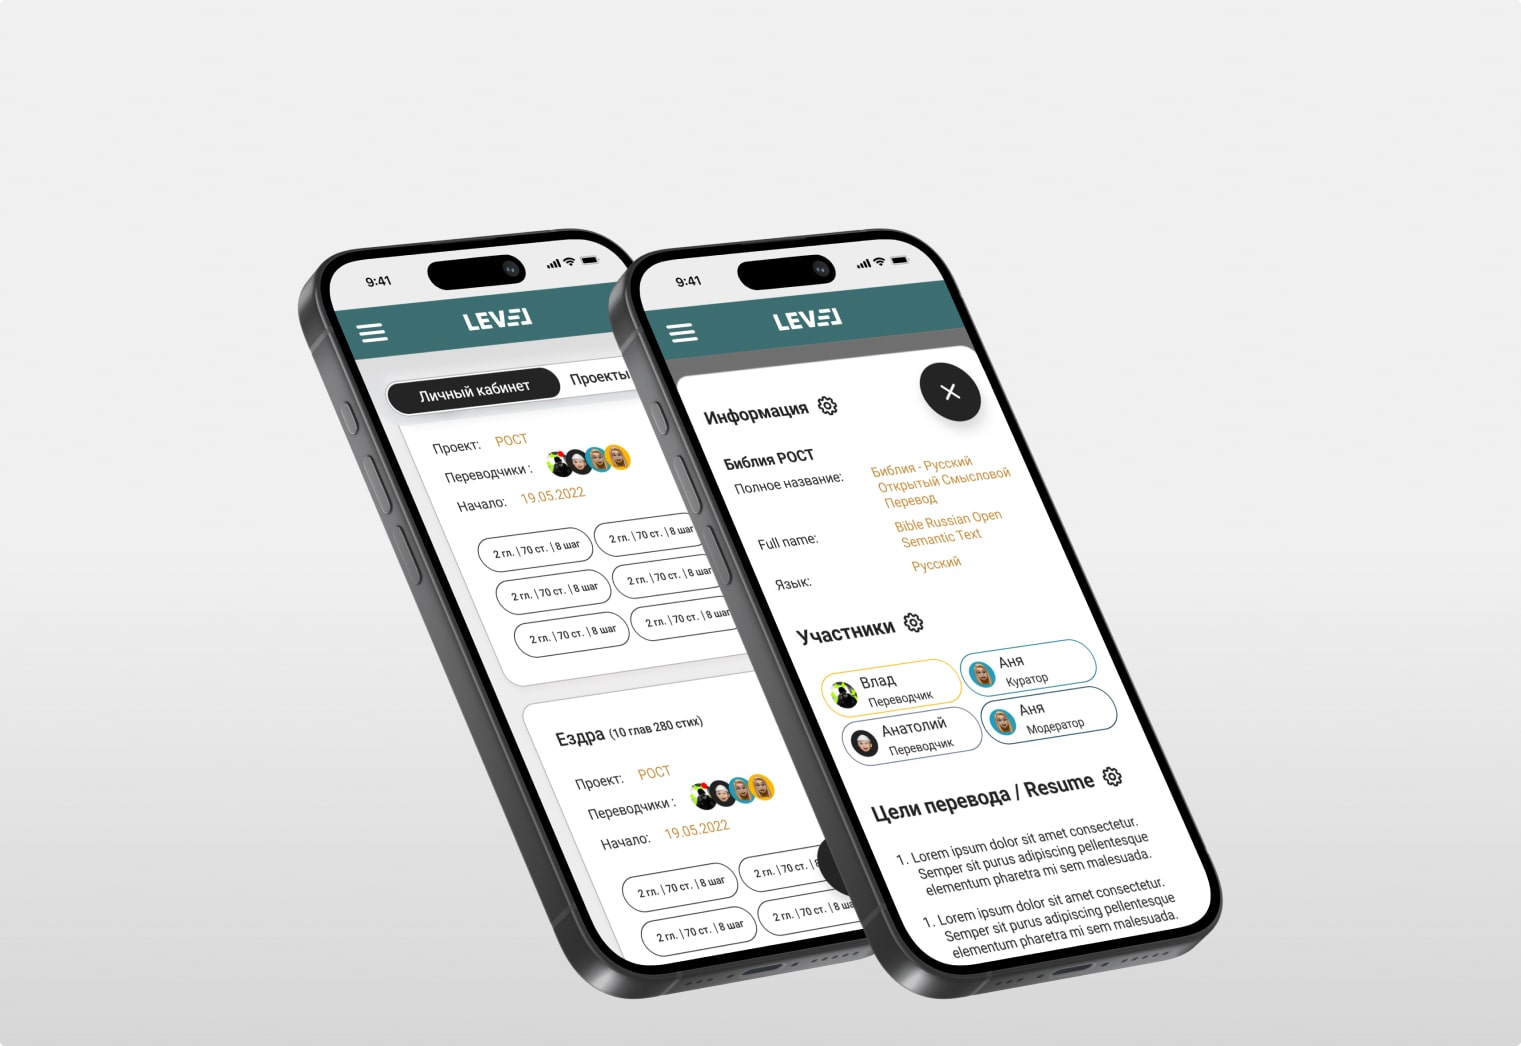 9:41
LEVEL
Личный кабинет
Проекты
Проект: РОСТ
Переводчики :
Начало: 19.05.2022
2 гл. | 70 ст. | 8 шаг
2 гл. | 70 ст. | 8 шаг
2 гл. | 70 ст. | 8 шаг
2 гл. | 70 ст. | 8 шаг
2 гл. | 70 ст. | 8 шаг
2 гл. | 70 ст. | 8 шаг
Ездра (10 глав 280 стих)
Проект: РОСТ
Переводчики :
Начало: 19.05.2022
2 гл. | 70 ст. | 8 шаг
2 гл. | 70 ст. | 8
2 гл. | 70 ст. | 8 шаг
2 гл. | 70 ст. | 8 ша
9:41
LEVEL
Информация
Библия РОСТ
Полное название:
Библия - Русский
Открытый Смысловой
Перевод
Full name:
Bible Russian Open
Semantic Text
Язык:
Русский
Участники
Влад
Переводчик
Аня
Куратор
Анатолий
Переводчик
Аня
Модератор
Цели перевода / Resume
1. Lorem ipsum dolor sit amet consectetur.
Semper sit purus adipiscing pellentesque
elementum pharetra mi sem malesuada.
1. Lorem ipsum dolor sit amet consectetur.
Semper sit purus adipiscing pellentesque
elementum pharetra mi sem malesuada.